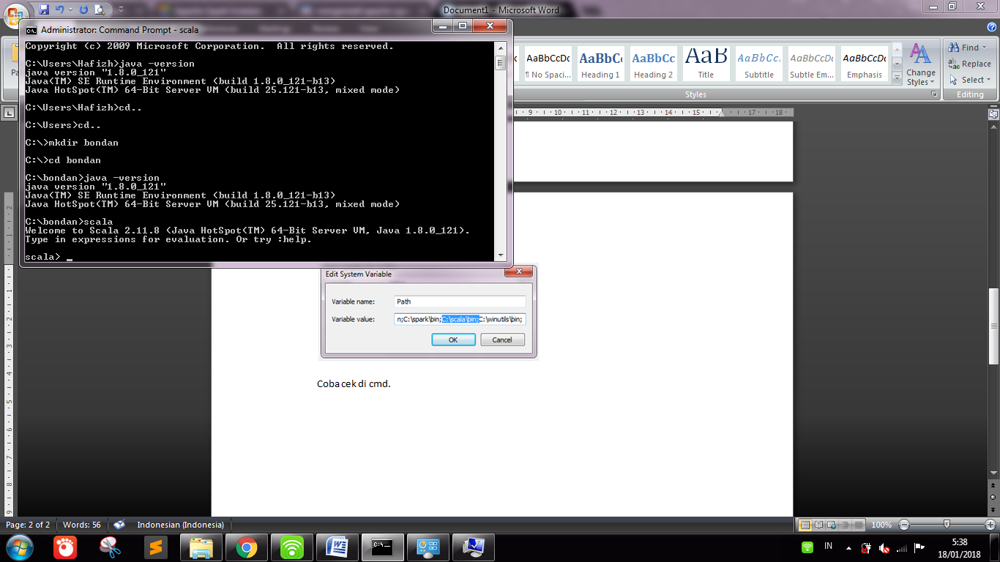 Document1 - Microsoft Word
Administrator: Command Prompt - scala
Copyright (c) 2009 Microsoft Corporation.  All rights reserved.
C:\Users\Hafizh>java -version
java version "1.8.0_121"
Java(TM) SE Runtime Environment (build 1.8.0_121-b13)
Java HotSpot(TM) 64-Bit Server VM (build 25.121-b13, mixed mode)
C:\Users\Hafizh>cd..
C:\Users>cd..
C:\>mkdir bondan
C:\>cd bondan
C:\bondan>java -version
java version "1.8.0_121"
Java(TM) SE Runtime Environment (build 1.8.0_121-b13)
Java HotSpot(TM) 64-Bit Server VM (build 25.121-b13, mixed mode)
C:\bondan>scala
Welcome to Scala 2.11.8 (Java HotSpot(TM) 64-Bit Server VM, Java 1.8.0_121).
Type in expressions for evaluation. Or try :help.
scala> _
AaBbCcDc AaBbCc AaBbCc AaB AaBbCc. AaBbCcDc AaBbCcDc
¶ No Spaci... Heading 1 Heading 2 Title Subtitle Subtle Em... Emphasis
Change
Styles
Find
Replace
Select
Styles
Editing
9 10 11 12 13 14 15 17 18
Edit System Variable
Variable name: Path
Variable value: n;C:\spark\bin;C:\scala\bin;C:\winutils\bin;
OK Cancel
Coba cek di cmd.
Page: 2 of 2 Words: 56 Indonesian (Indonesia) 100%
IN
5:38
18/01/2018